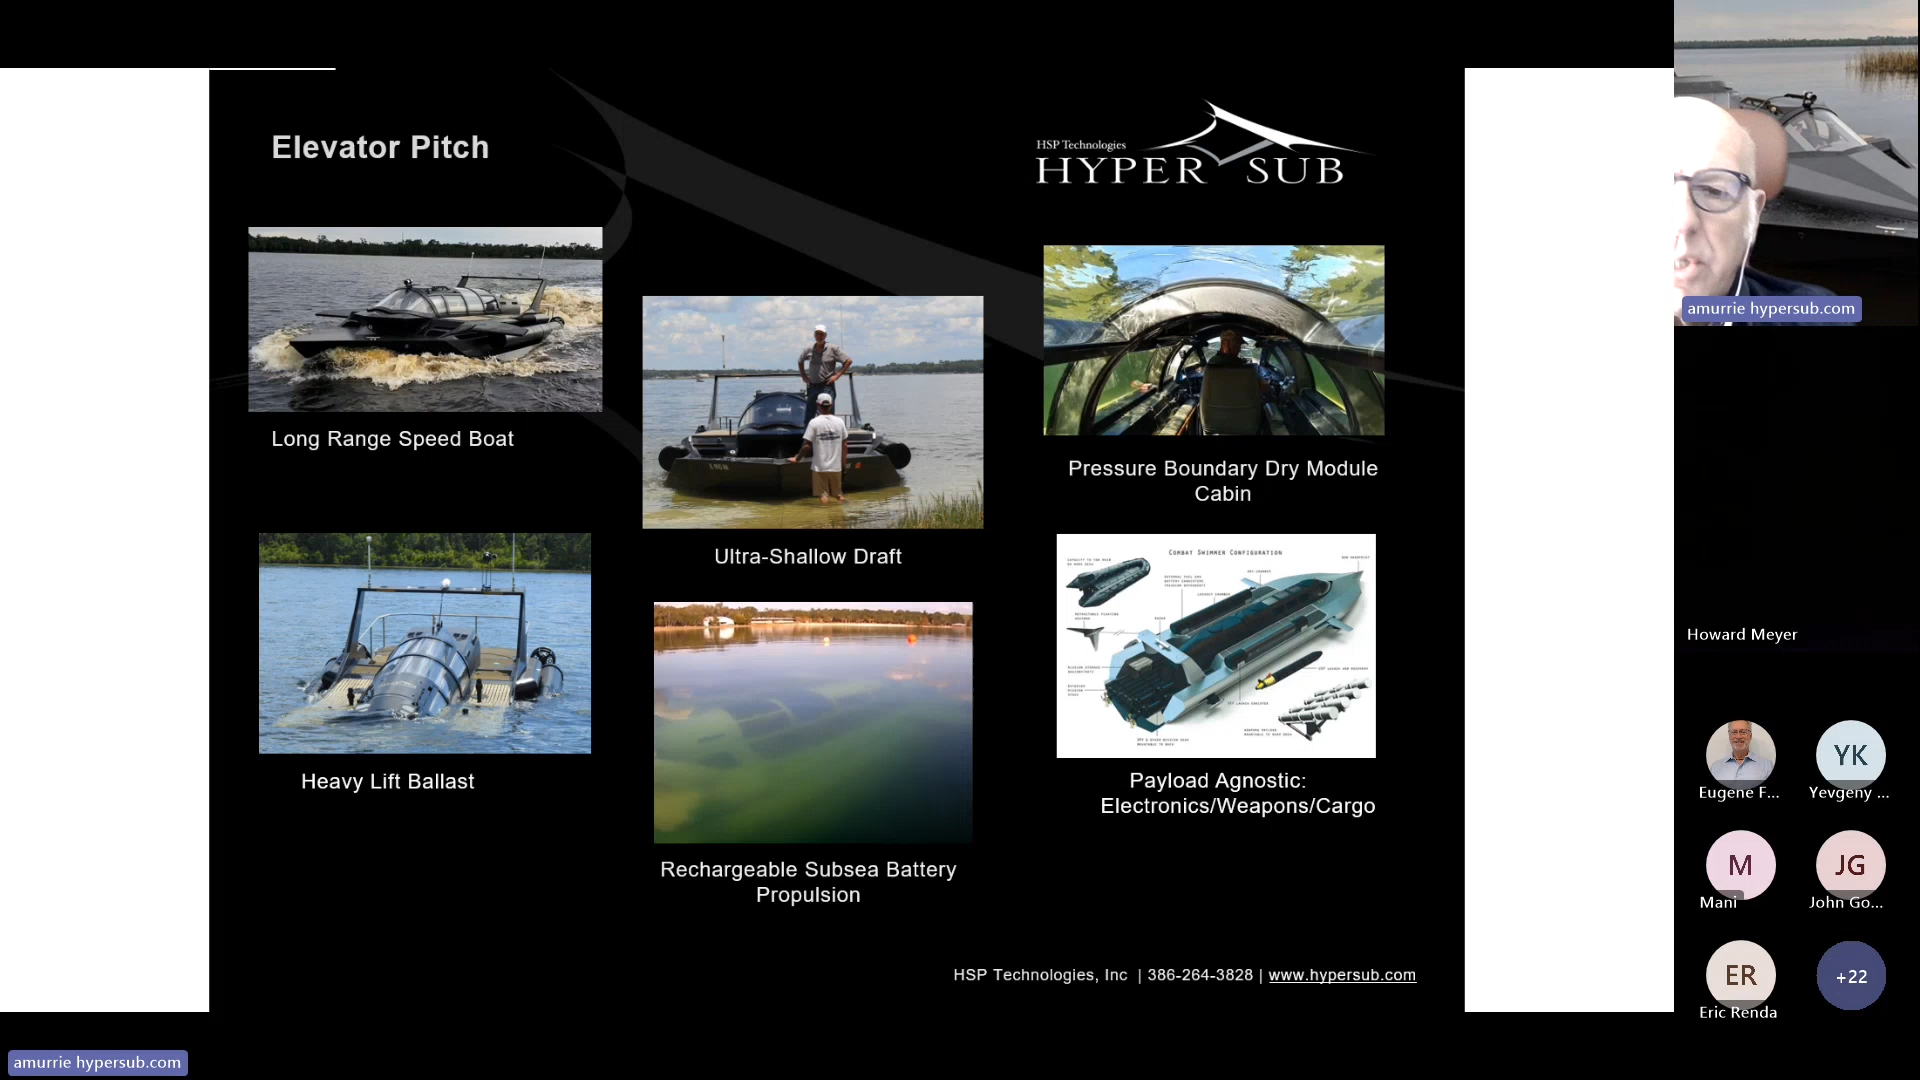 Elevator Pitch
HSP Technologies
HYPER SUB
Long Range Speed Boat
Ultra-Shallow Draft
Pressure Boundary Dry Module
Cabin
Heavy Lift Ballast
Rechargeable Subsea Battery
Propulsion
COMBAT SWIMMER CONFIGURATION
Payload Agnostic:
Electronics/Weapons/Cargo
HSP Technologies, Inc | 386-264-3828 | www.hypersub.com
amurrie hypersub.com
Howard Meyer
Eugene F...
YK
Yevgeny ...
M
Mani
JG
John Go...
ER
Eric Renda
+22
amurrie hypersub.com